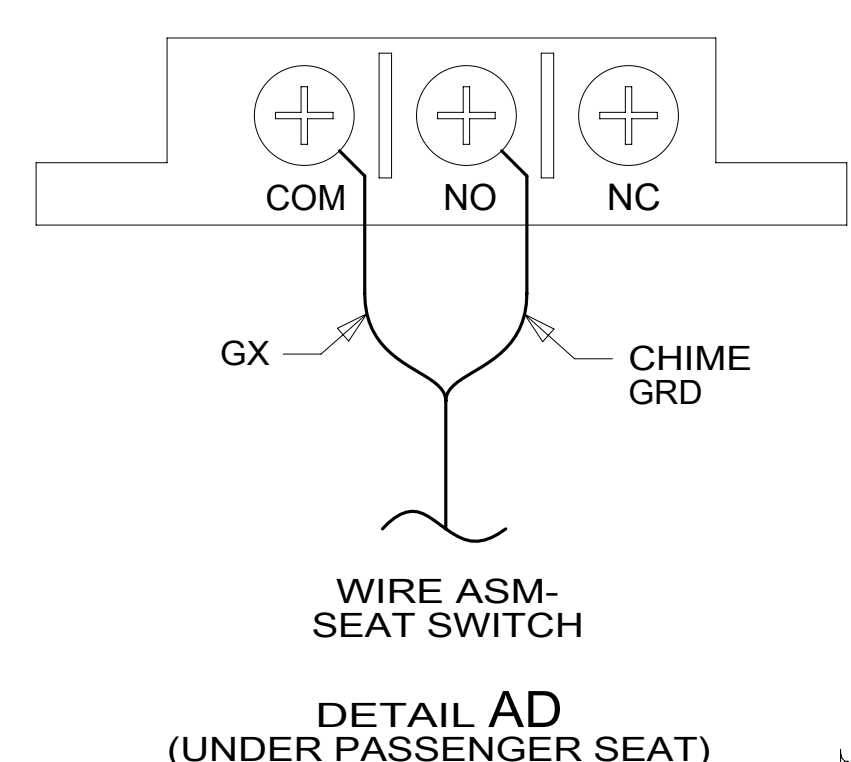 COM NO NC
GX
CHIME
GRD
WIRE ASM-
SEAT SWITCH
DETAIL AD
(UNDER PASSENGER SEAT)